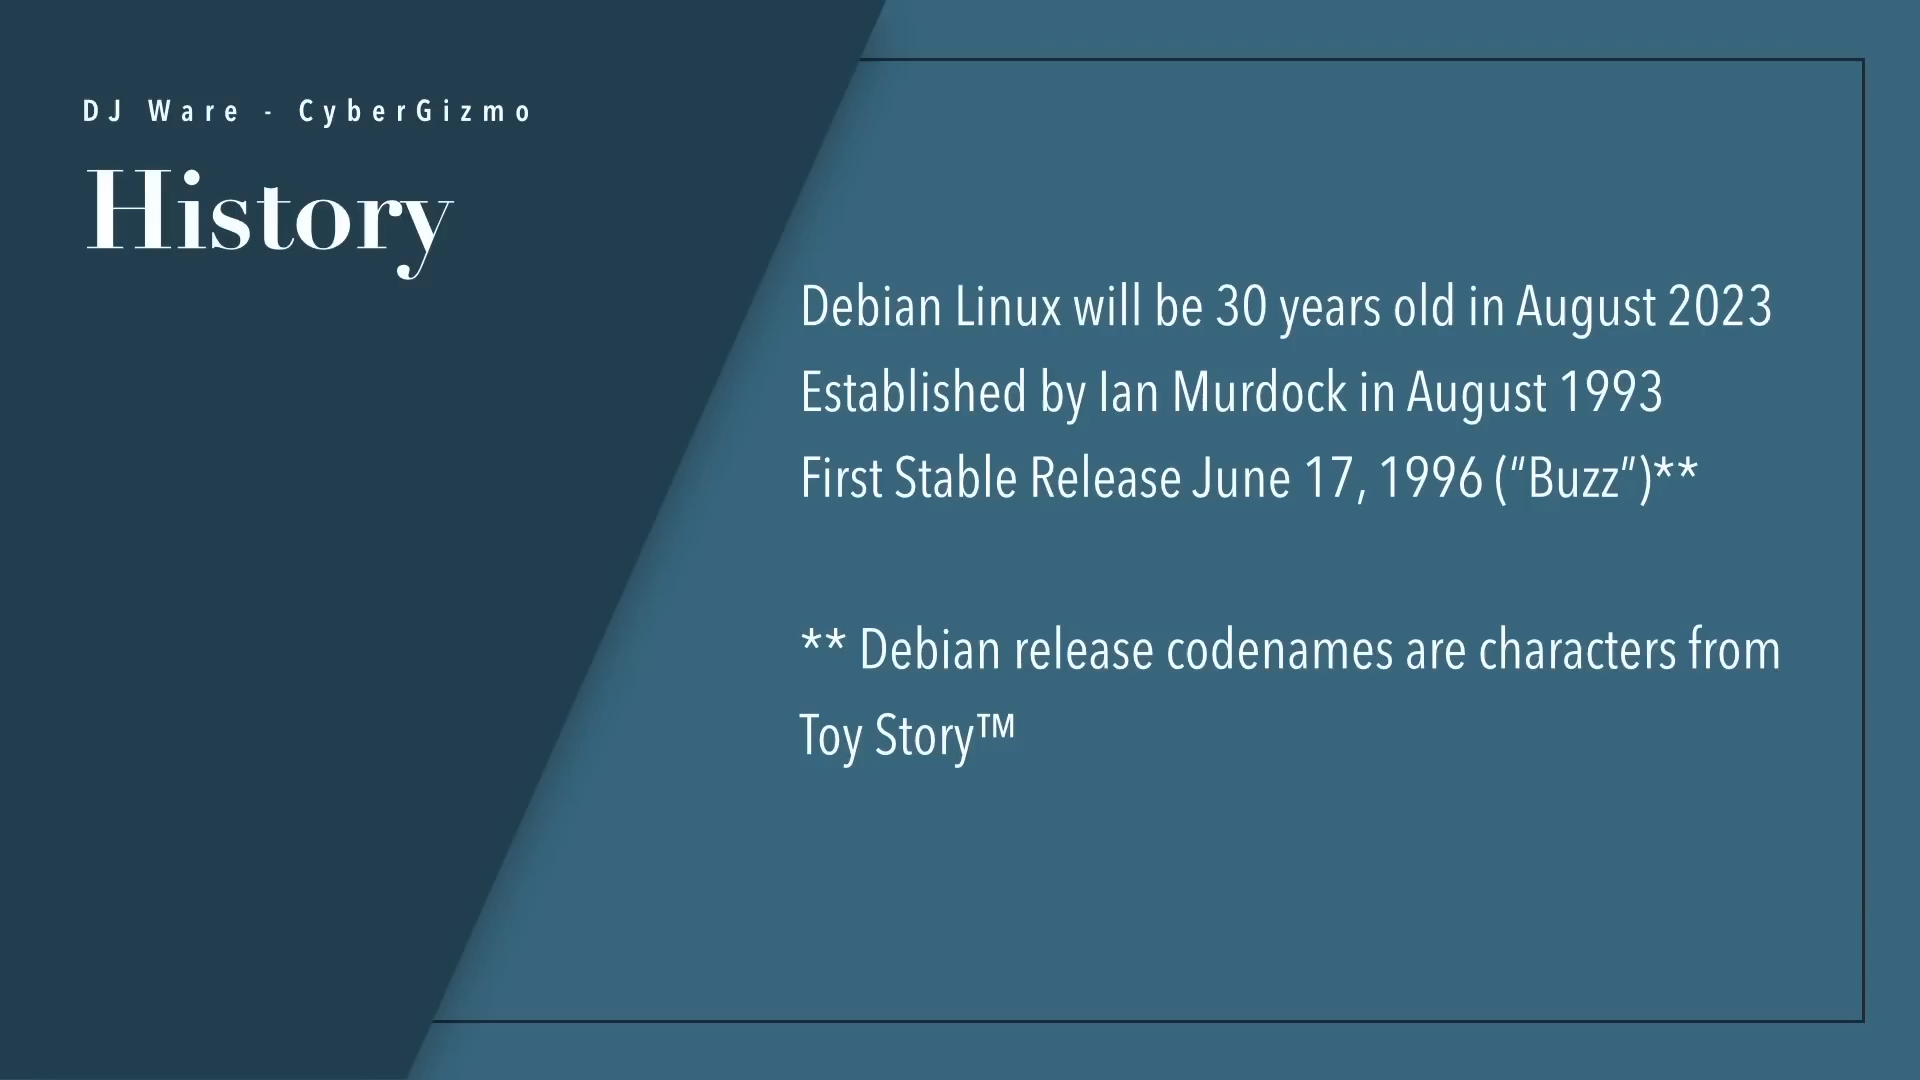 DJ Ware - CyberGizmo
History
Debian Linux will be 30 years old in August 2023
Established by Ian Murdock in August 1993
First Stable Release June 17, 1996 (“Buzz”)**
** Debian release codenames are characters from
Toy Story™